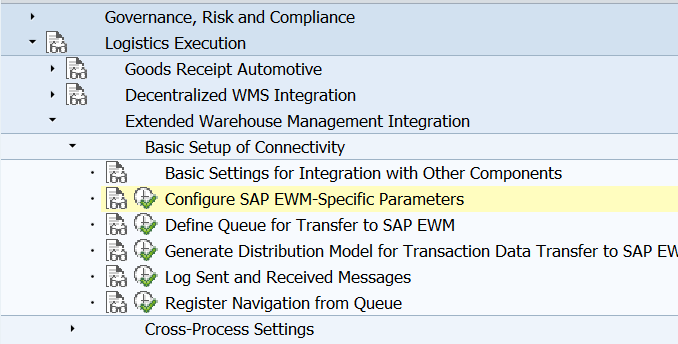 Governance, Risk and Compliance
Logistics Execution
Goods Receipt Automotive
Decentralized WMS Integration
Extended Warehouse Management Integration
Basic Setup of Connectivity
Basic Settings for Integration with Other Components
Configure SAP EWM-Specific Parameters
Define Queue for Transfer to SAP EWM
Generate Distribution Model for Transaction Data Transfer to SAP EW
Log Sent and Received Messages
Register Navigation from Queue
Cross-Process Settings